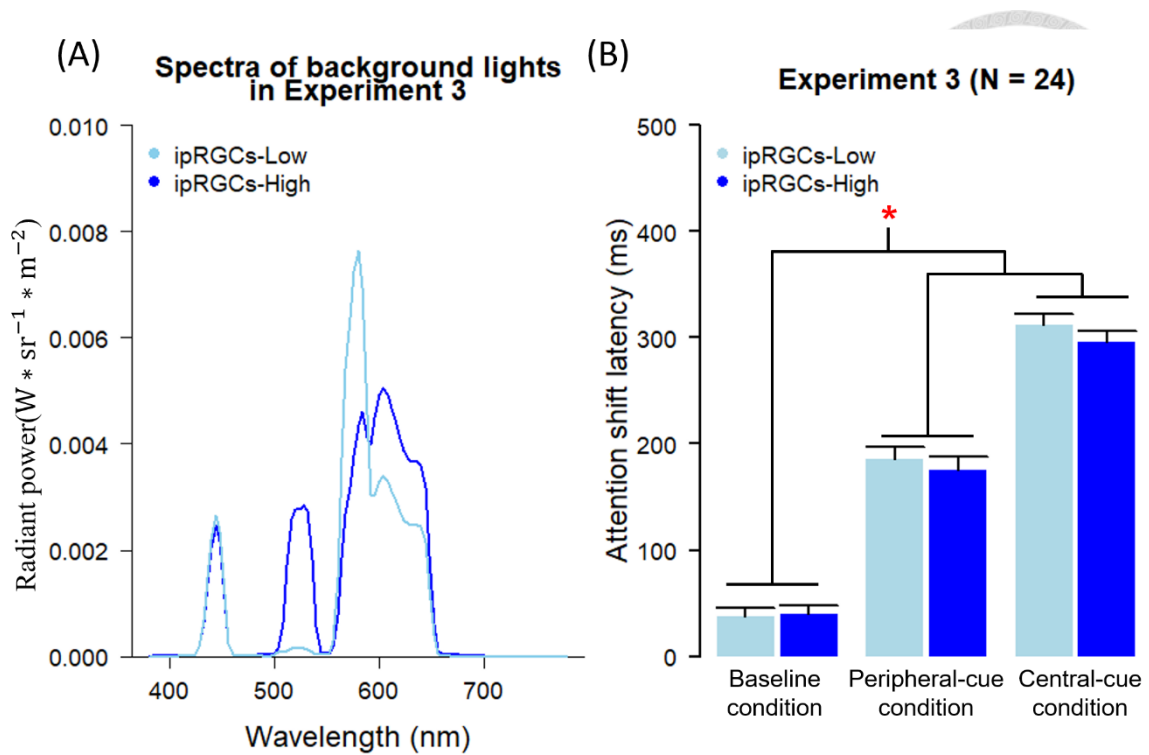 (A)
Spectra of background lights
in Experiment 3
0.010
0.008
0.006
0.004
0.002
0.000
ipRGCs-Low
ipRGCs-High
Radiant power(W ∗ sr⁻¹ ∗ m⁻²)
400 500 600 700
Wavelength (nm)
(B)
Experiment 3 (N = 24)
500
400
300
200
100
0
ipRGCs-Low
ipRGCs-High
*
Attention shift latency (ms)
Baseline
condition
Peripheral-cue
condition
Central-cue
condition